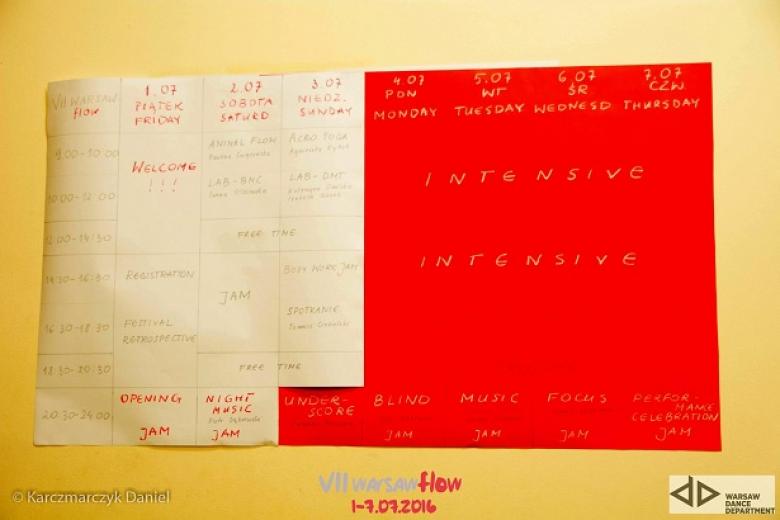 VII WARSAW
flow
1.07
PIĄTEK
FRIDAY
2.07
SOBOTA
SATURD
3.07
NIEDZ.
SUNDAY
4.07
PON
MONDAY
5.07
WT
TUESDAY
6.07
ŚR
WEDNESD
7.07
CZW.
THURSDAY
9:00-10:00
WELCOME
!!!
ANIMAL FLOW
ACRO YOGA
INTENSIVE
10:00-12:00
LAB-BMC
LAB-DMT
12:00-14:30
FREE TIME
14:30-16:30
REGISTRATION
JAM
BODY WORK JAM
INTENSIVE
16:30-18:30
FESTIVAL
RETROSPECTIVE
SPOTKANIE
18:30-20:30
FREE TIME
20:30-24:00
OPENING
JAM
NIGHT
MUSIC
JAM
UNDER-
SCORE
BLIND
JAM
MUSIC
JAM
FOCUS
JAM
PERFOR-
MANCE
CELEBRATION
JAM
VII warsaw flow
1-7.07.2016
© Karczmarczyk Daniel
WARSAW
DANCE
DEPARTMENT